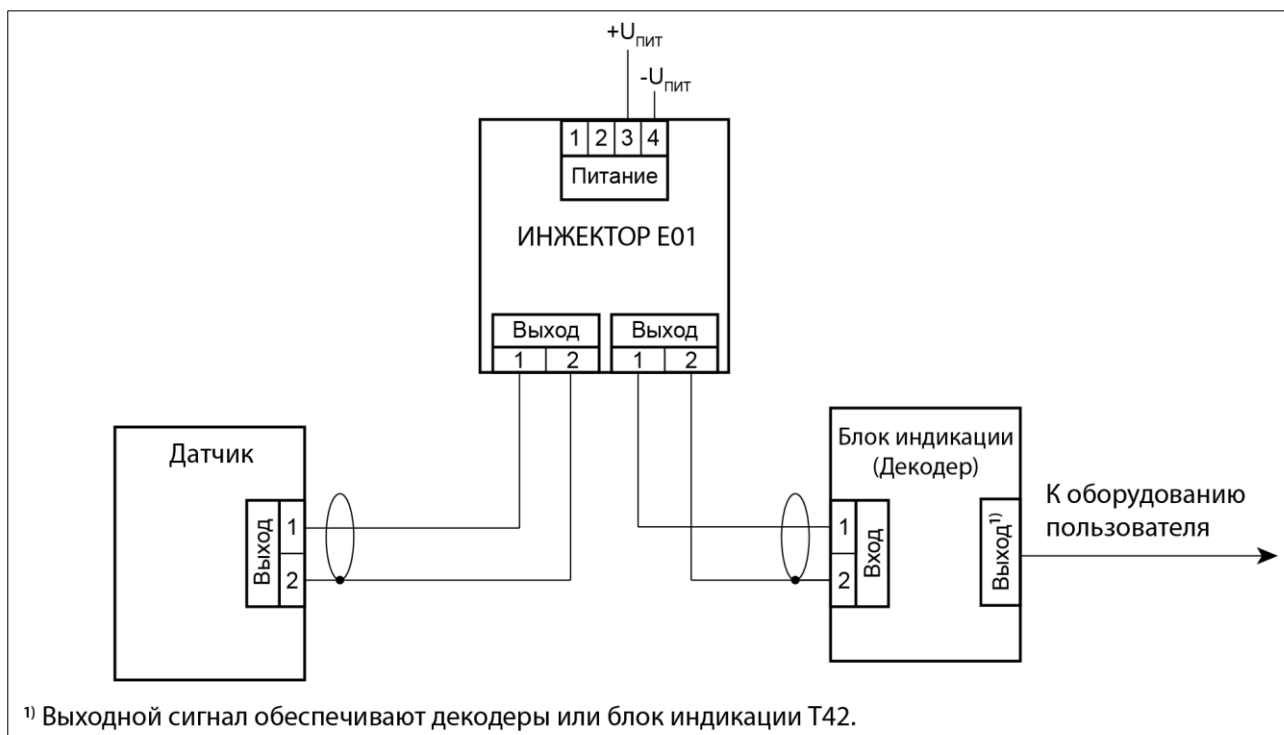 +Uпит
-Uпит
1 2 3 4
Питание
ИНЖЕКТОР E01
Выход Выход
1 2 1 2
Датчик
Выход
1
2
Блок индикации
(Декодер)
1
2
Вход
Выход¹⁾
К оборудованию
пользователя
¹⁾ Выходной сигнал обеспечивают декодеры или блок индикации Т42.